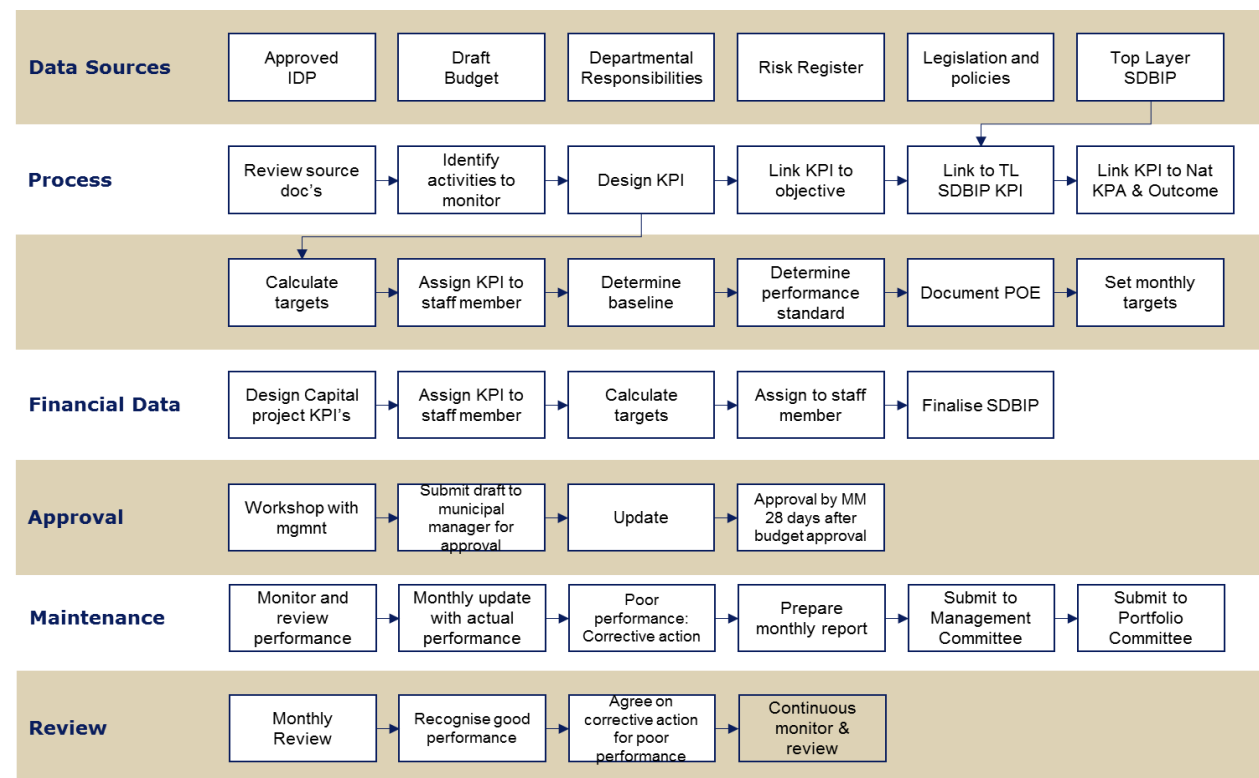 Data Sources
Approved
IDP
Draft
Budget
Departmental
Responsibilities
Risk Register
Legislation and
policies
Top Layer
SDBIP
Process
Review source
doc's
Identify
activities to
monitor
Design KPI
Link KPI to
objective
Link to TL
SDBIP KPI
Link KPI to Nat
KPA & Outcome
Calculate
targets
Assign KPI to
staff member
Determine
baseline
Determine
performance
standard
Document POE
Set monthly
targets
Financial Data
Design Capital
project KPI's
Assign KPI to
staff member
Calculate
targets
Assign to staff
member
Finalise SDBIP
Approval
Workshop with
mgmnt
Submit draft to
municipal
manager for
approval
Update
Approval by MM
28 days after
budget approval
Maintenance
Monitor and
review
performance
Monthly update
with actual
performance
Poor
performance:
Corrective action
Prepare
monthly report
Submit to
Management
Committee
Submit to
Portfolio
Committee
Review
Monthly
Review
Recognise good
performance
Agree on
corrective action
for poor
performance
Continuous
monitor &
review